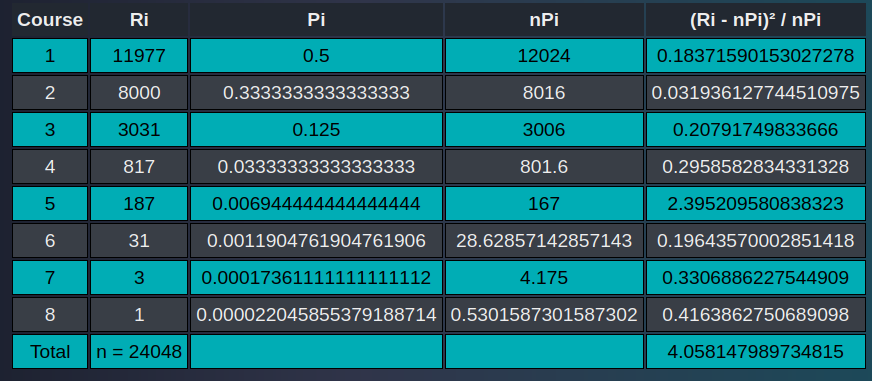 Course Ri Pi nPi (Ri - nPi)² / nPi
1 11977 0.5 12024 0.18371590153027278
2 8000 0.3333333333333333 8016 0.031936127744510975
3 3031 0.125 3006 0.20791749833666
4 817 0.03333333333333333 801.6 0.2958582834331328
5 187 0.006944444444444444 167 2.395209580838323
6 31 0.0011904761904761906 28.628571428571143 0.19643570002851418
7 3 0.00017361111111111112 4.175 0.3306886227544909
8 1 0.000022045855379188714 0.5301587301587302 0.4163862750689098
Total n = 24048 4.058147989734815